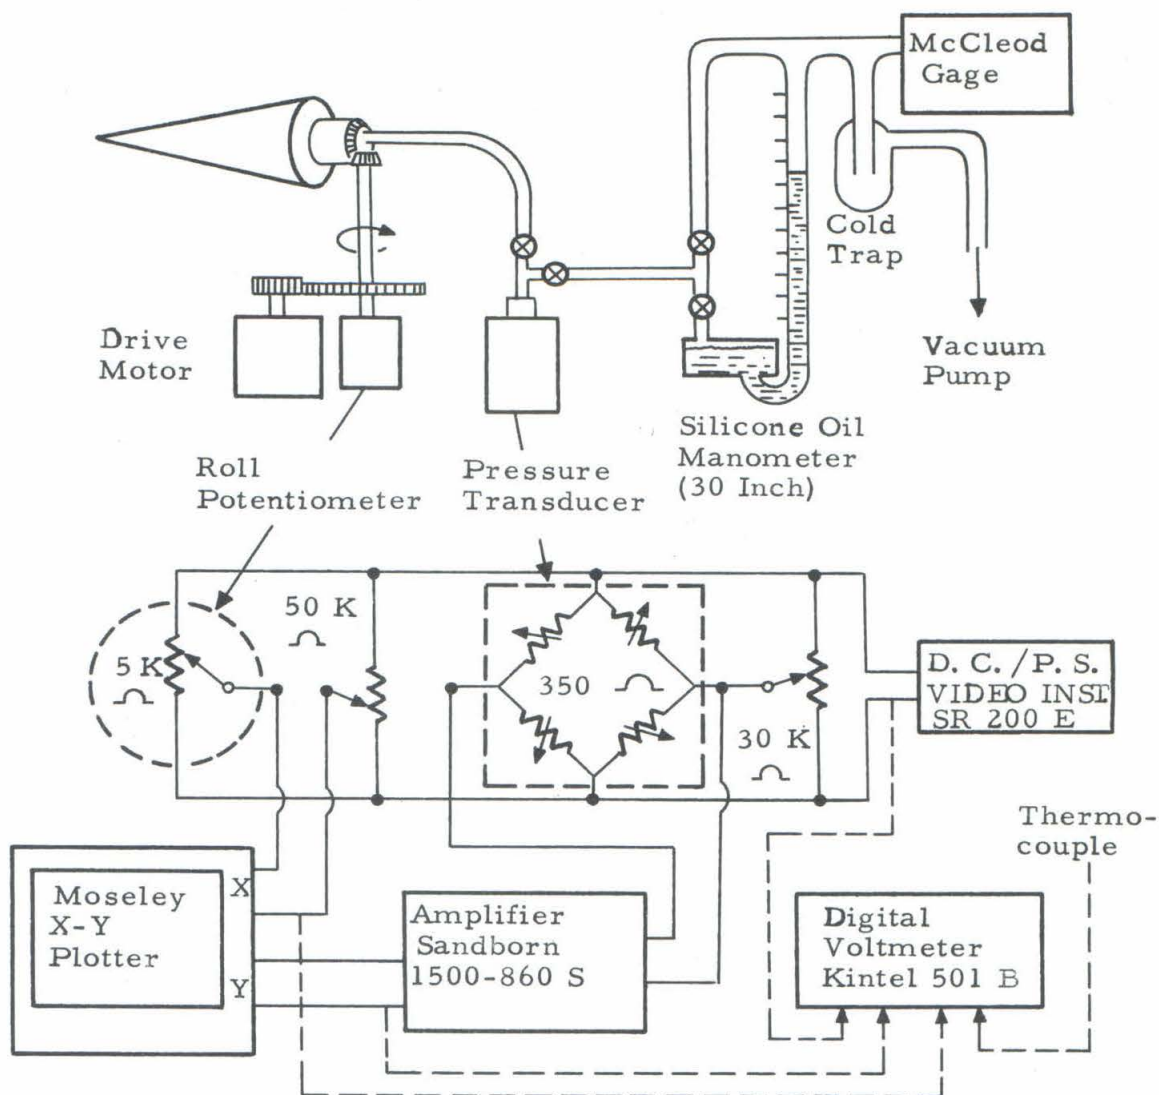 McCleod
Gage
Cold
Trap
Drive
Motor
Vacuum
Pump
Silicone Oil
Manometer
(30 Inch)
Roll
Potentiometer
Pressure
Transducer
50 K
5 K
350
30 K
D. C. /P. S.
VIDEO INST
SR 200 E
Thermo-
couple
Moseley
X-Y
Plotter
X
Y
Amplifier
Sandborn
1500-860 S
Digital
Voltmeter
Kintel 501 B